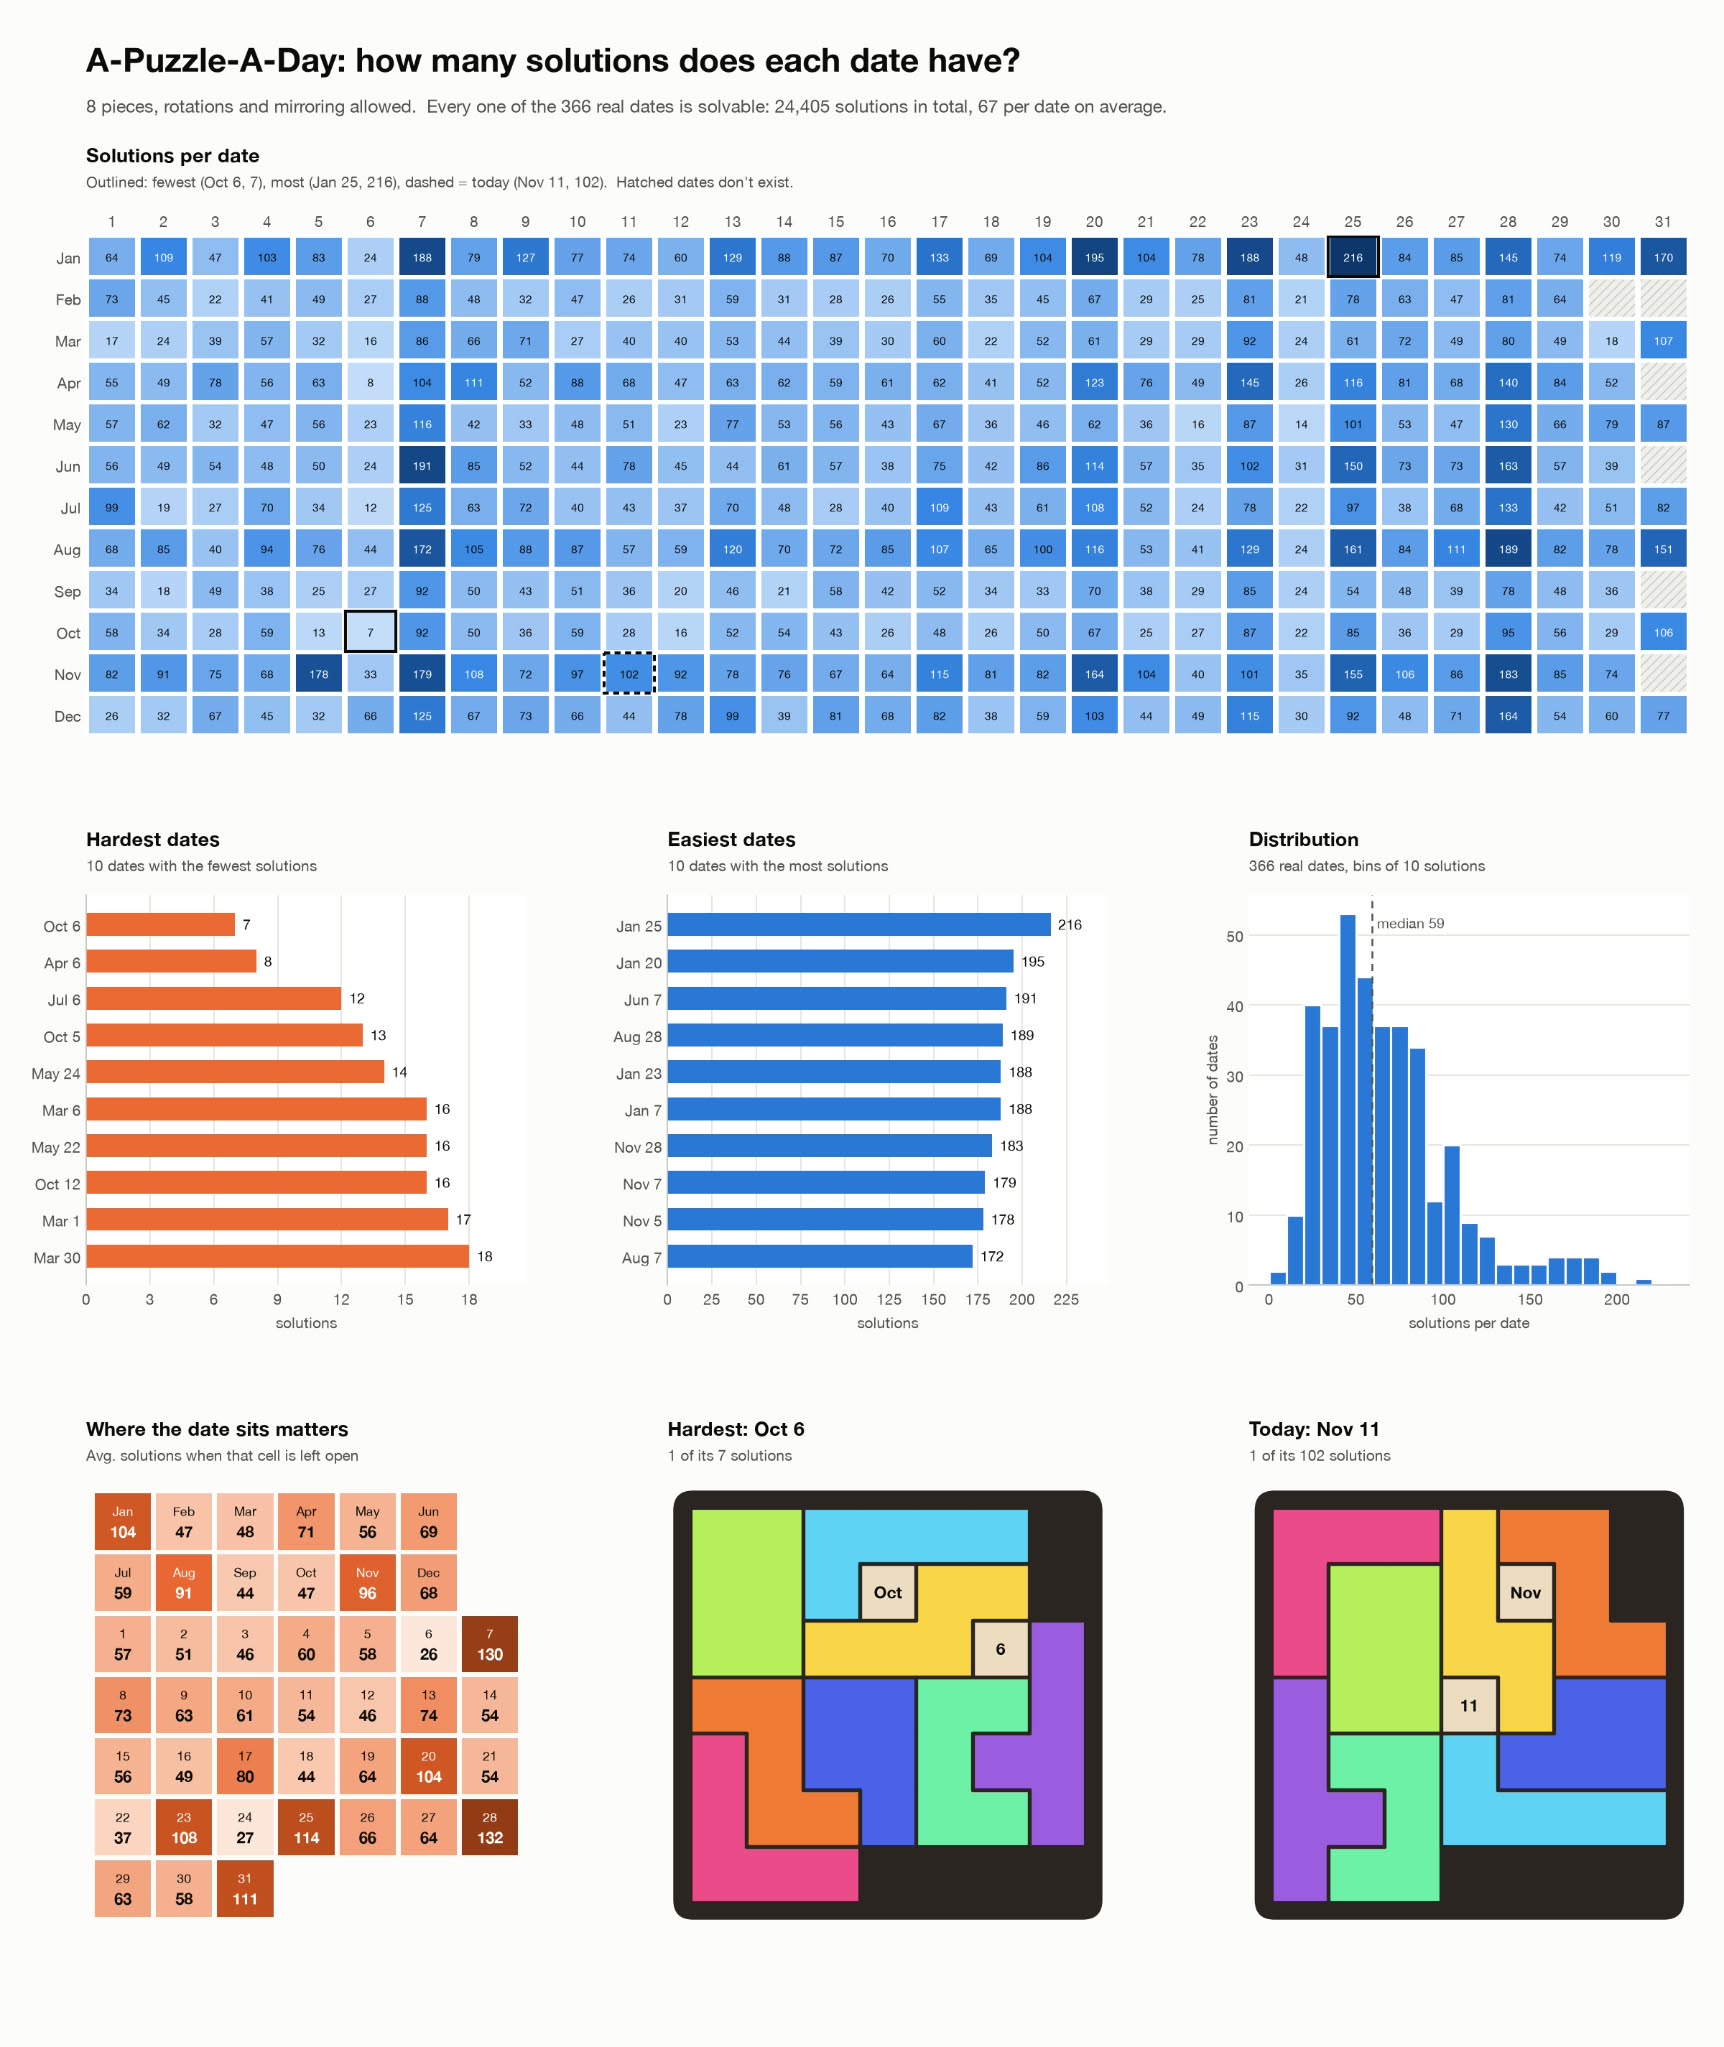 A-Puzzle-A-Day: how many solutions does each date have?
8 pieces, rotations and mirroring allowed.  Every one of the 366 real dates is solvable: 24,405 solutions in total, 67 per date on average.
Solutions per date
Outlined: fewest (Oct 6, 7), most (Jan 25, 216), dashed = today (Nov 11, 102).  Hatched dates don't exist.
1 2 3 4 5 6 7 8 9 10 11 12 13 14 15 16 17 18 19 20 21 22 23 24 25 26 27 28 29 30 31
Jan 64 109 47 103 83 24 188 79 127 77 74 60 129 88 87 70 133 69 104 195 104 78 188 48 216 84 85 145 74 119 170
Feb 73 45 22 41 49 27 88 48 32 47 26 31 59 31 28 26 55 35 45 67 29 25 81 21 78 63 47 81 64
Mar 17 24 39 57 32 16 86 66 71 27 40 40 53 44 39 30 60 22 52 61 29 29 92 24 61 72 49 80 49 18 107
Apr 55 49 78 56 63 8 104 111 52 88 68 47 63 62 59 61 62 41 52 123 76 49 145 26 116 81 68 140 84 52
May 57 62 32 47 56 23 116 42 33 48 51 23 77 53 56 43 67 36 46 62 36 16 87 14 101 53 47 130 66 79 87
Jun 56 49 54 48 50 24 191 85 52 44 78 45 44 61 57 38 75 42 86 114 57 35 102 31 150 73 73 163 57 39
Jul 99 19 27 70 34 12 125 63 72 40 43 37 70 48 28 40 109 43 61 108 52 24 78 22 97 38 68 133 42 51 82
Aug 68 85 40 94 76 44 172 105 88 87 57 59 120 70 72 85 107 65 100 116 53 41 129 24 161 84 111 189 82 78 151
Sep 34 18 49 38 25 27 92 50 43 51 36 20 46 21 58 42 52 34 33 70 38 29 85 24 54 48 39 78 48 36
Oct 58 34 28 59 13 7 92 50 36 59 28 16 52 54 43 26 48 26 50 67 25 27 87 22 85 36 29 95 56 29 106
Nov 82 91 75 68 178 33 179 108 72 97 102 92 78 76 67 64 115 81 82 164 104 40 101 35 155 106 86 183 85 74
Dec 26 32 67 45 32 66 125 67 73 66 44 78 99 39 81 68 82 38 59 103 44 49 115 30 92 48 71 164 54 60 77
Hardest dates
10 dates with the fewest solutions
Oct 6 7
Apr 6 8
Jul 6 12
Oct 5 13
May 24 14
Mar 6 16
May 22 16
Oct 12 16
Mar 1 17
Mar 30 18
0 3 6 9 12 15 18
solutions
Easiest dates
10 dates with the most solutions
Jan 25 216
Jan 20 195
Jun 7 191
Aug 28 189
Jan 23 188
Jan 7 188
Nov 28 183
Nov 7 179
Nov 5 178
Aug 7 172
0 25 50 75 100 125 150 175 200 225
solutions
Distribution
366 real dates, bins of 10 solutions
median 59
50
40
30
20
10
0
number of dates
0 50 100 150 200
solutions per date
Where the date sits matters
Avg. solutions when that cell is left open
Jan Feb Mar Apr May Jun
104 47 48 71 56 69
Jul Aug Sep Oct Nov Dec
59 91 44 47 96 68
1 2 3 4 5 6 7
57 51 46 60 58 26 130
8 9 10 11 12 13 14
73 63 61 54 46 74 54
15 16 17 18 19 20 21
56 49 80 44 64 104 54
22 23 24 25 26 27 28
37 108 27 114 66 64 132
29 30 31
63 58 111
Hardest: Oct 6
1 of its 7 solutions
Oct
6
Today: Nov 11
1 of its 102 solutions
Nov
11